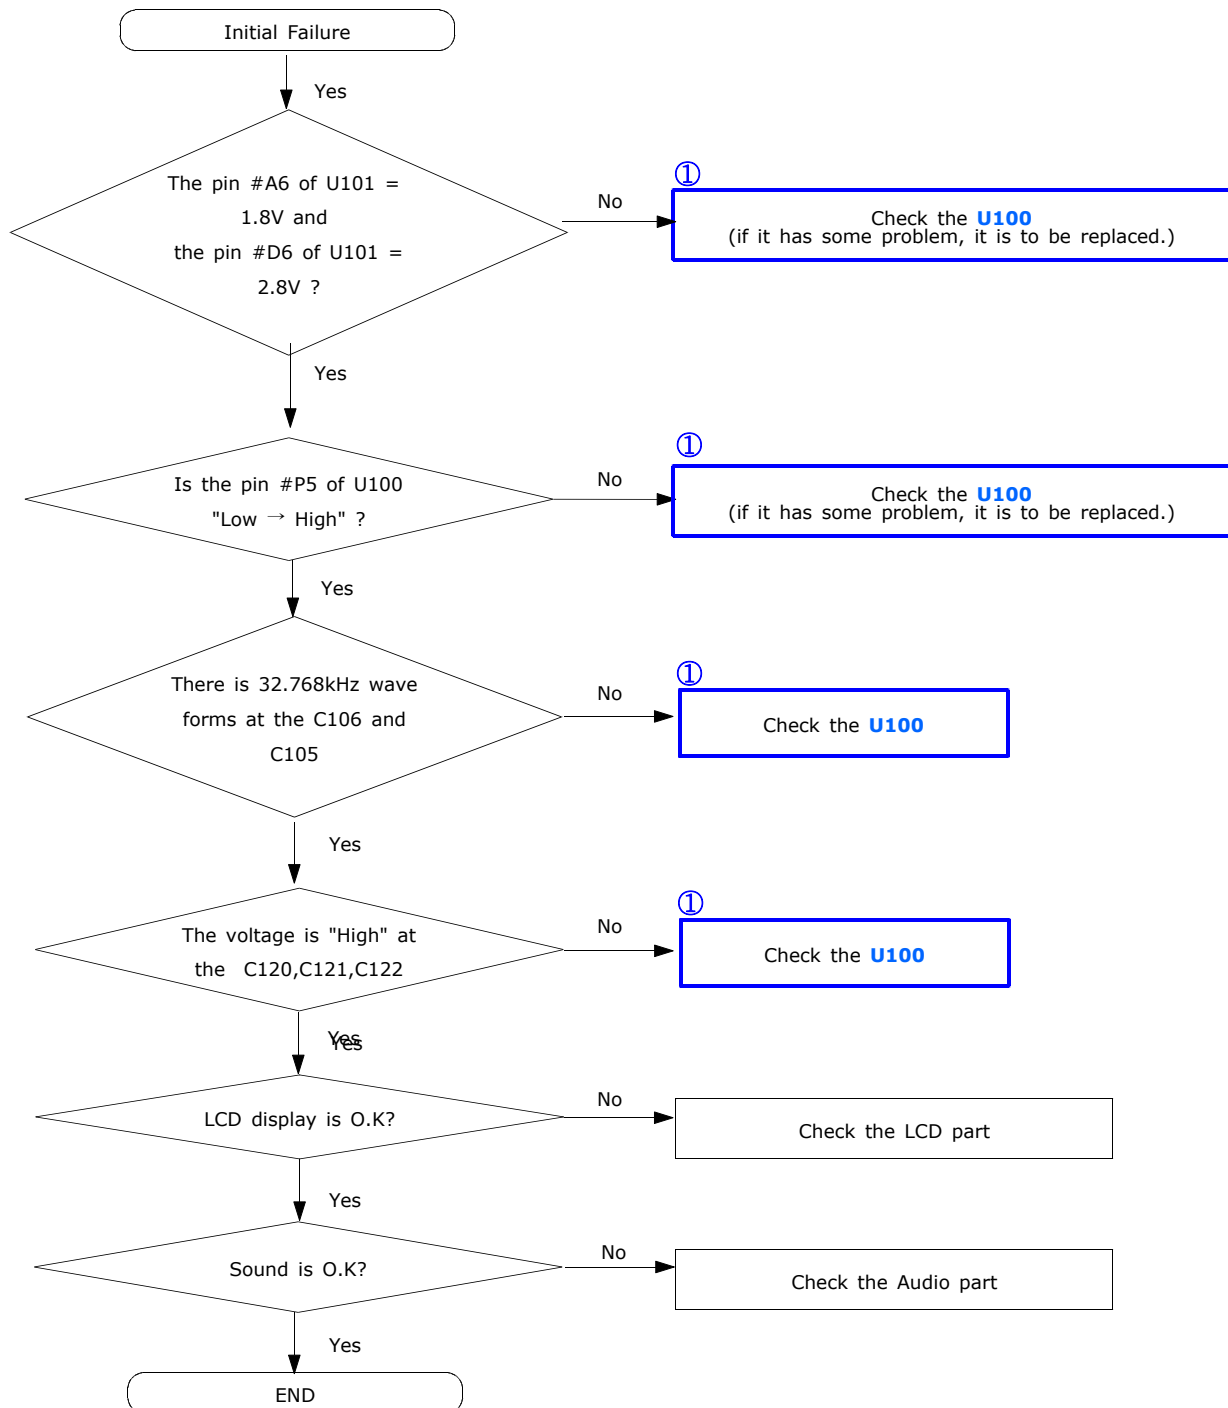 Initial Failure
Yes
The pin #A6 of U101 =
1.8V and
the pin #D6 of U101 =
2.8V ?
No
①
Check the U100
(if it has some problem, it is to be replaced.)
Yes
Is the pin #P5 of U100
"Low → High" ?
No
①
Check the U100
(if it has some problem, it is to be replaced.)
Yes
There is 32.768kHz wave
forms at the C106 and
C105
No
①
Check the U100
Yes
The voltage is "High" at
the C120,C121,C122
No
①
Check the U100
Yes
Yes
LCD display is O.K?
No
Check the LCD part
Yes
Sound is O.K?
No
Check the Audio part
Yes
END